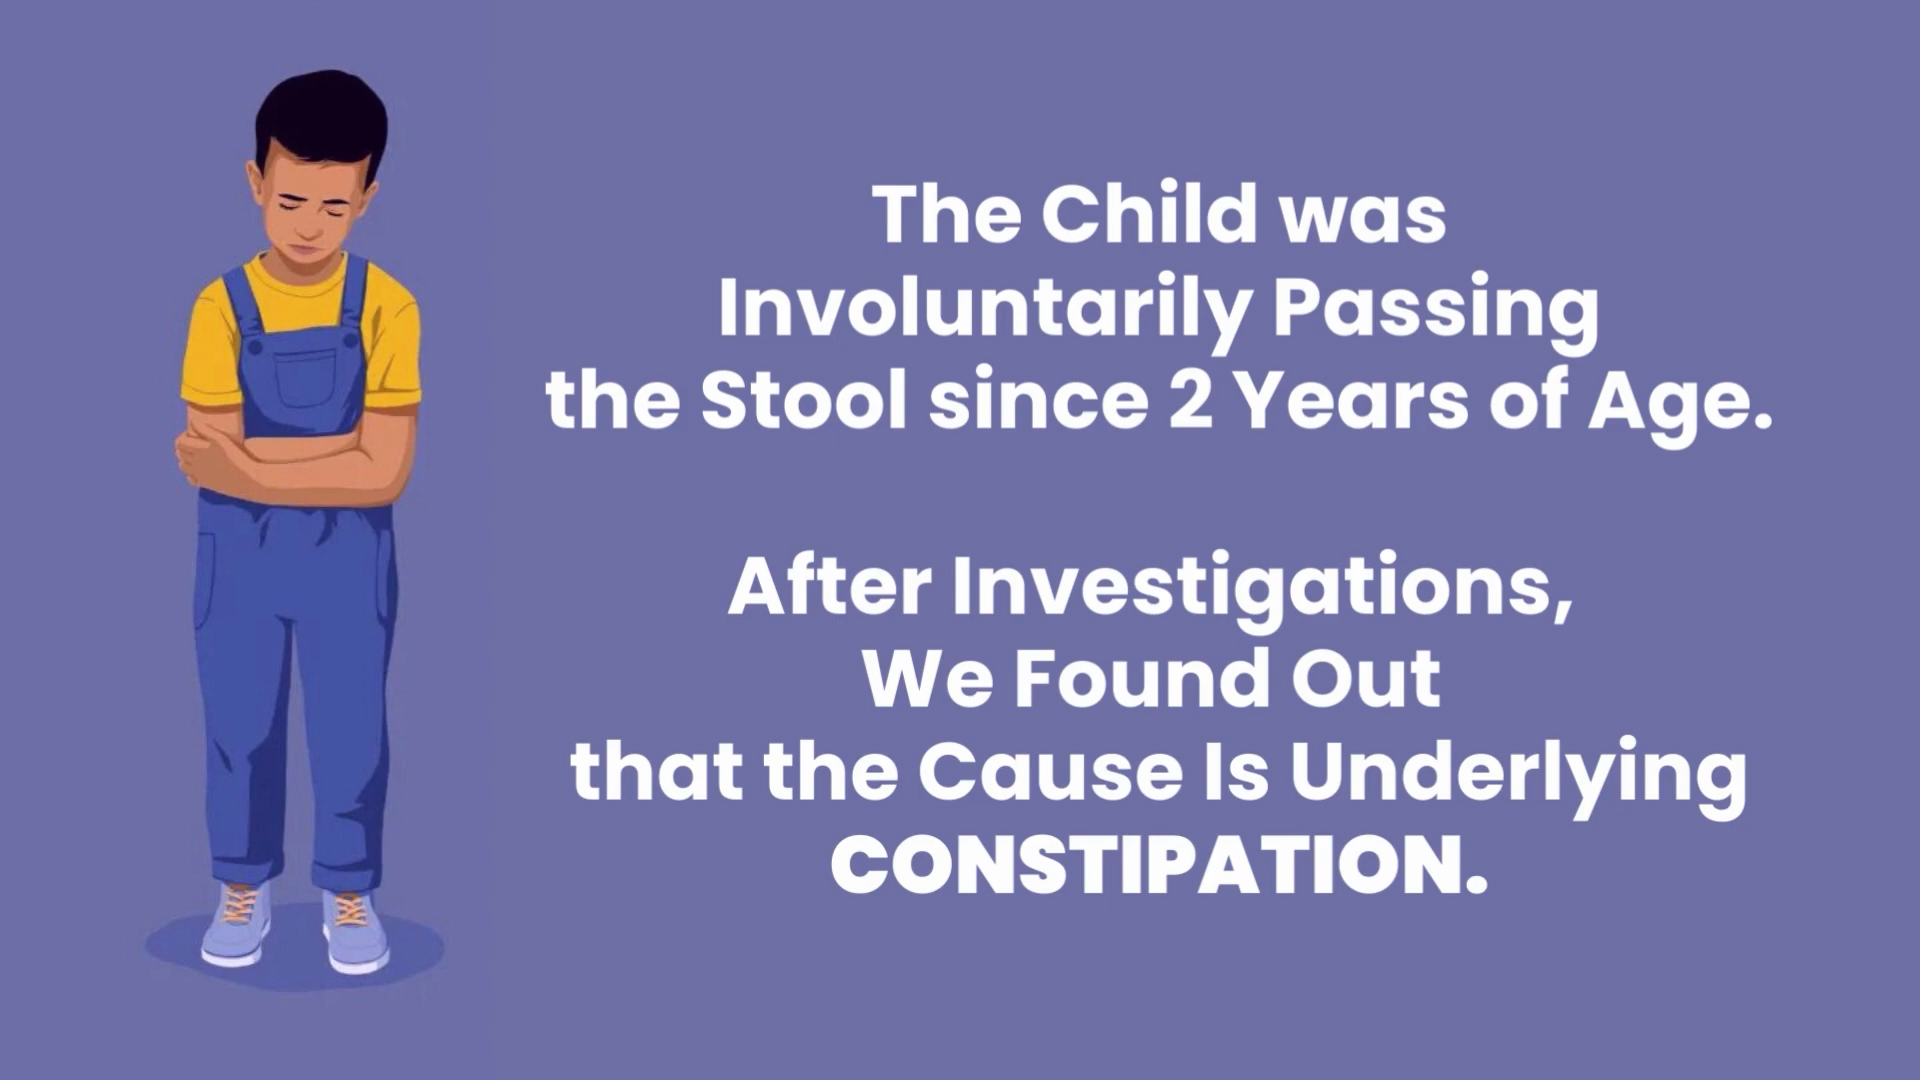 The Child was
Involuntarily Passing
the Stool since 2 Years of Age.
After Investigations,
We Found Out
that the Cause Is Underlying
CONSTIPATION.